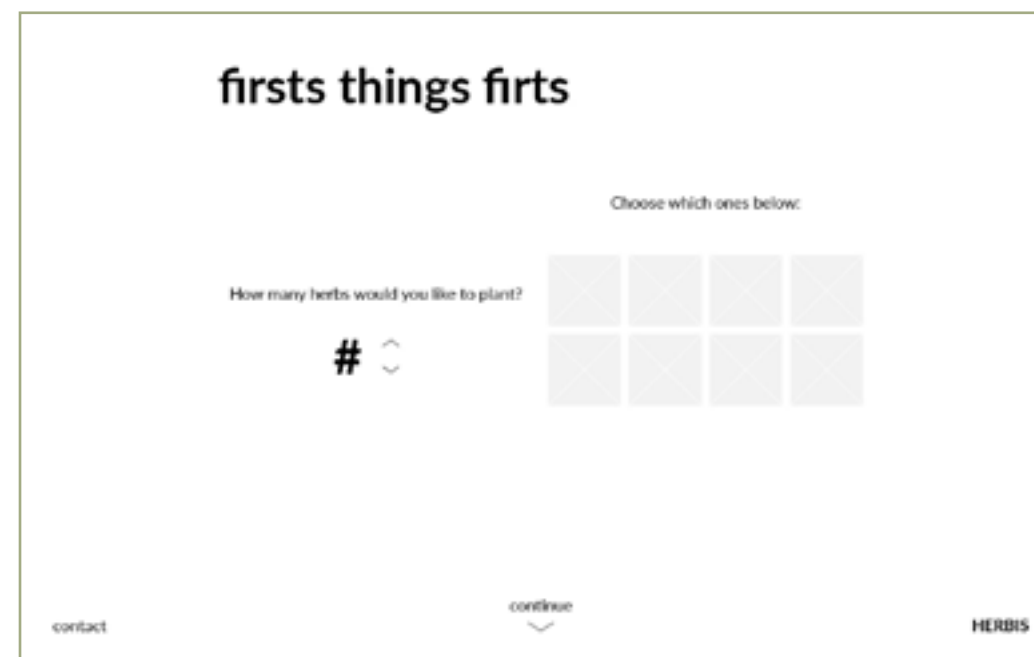 firsts things firts
Choose which ones below:
How many herbs would you like to plant?
#
continue
contact
HERBIS